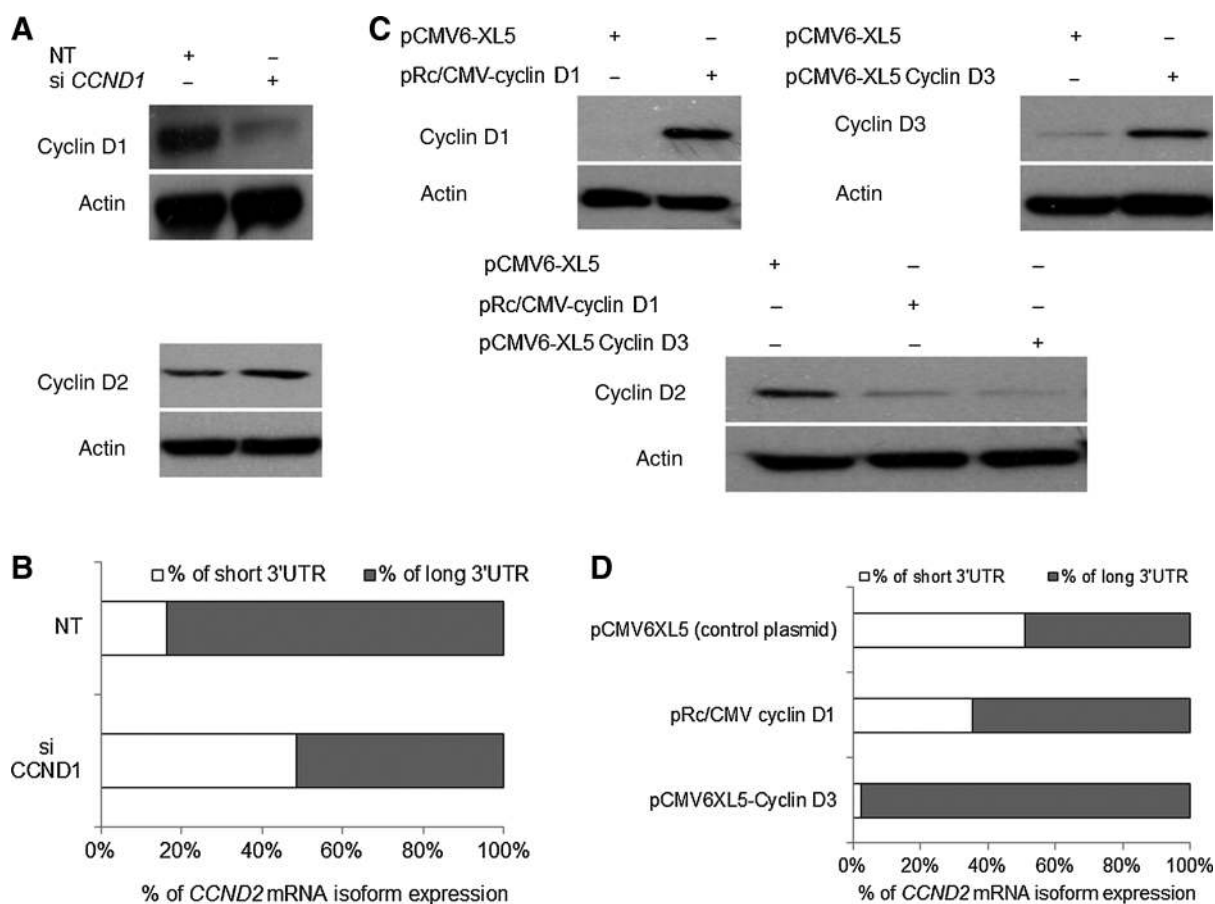 A
NT + –
si CCND1 – +
Cyclin D1
Actin
Cyclin D2
Actin
C
pCMV6-XL5 + –
pRc/CMV-cyclin D1 – +
Cyclin D1
Actin
pCMV6-XL5 + –
pCMV6-XL5 Cyclin D3 – +
Cyclin D3
Actin
pCMV6-XL5 + – –
pRc/CMV-cyclin D1 – + –
pCMV6-XL5 Cyclin D3 – – +
Cyclin D2
Actin
B
% of short 3'UTR % of long 3'UTR
NT
si
CCND1
0% 20% 40% 60% 80% 100%
% of CCND2 mRNA isoform expression
D
% of short 3'UTR % of long 3'UTR
pCMV6XL5 (control plasmid)
pRc/CMV cyclin D1
pCMV6XL5-Cyclin D3
0% 20% 40% 60% 80% 100%
% of CCND2 mRNA isoform expression